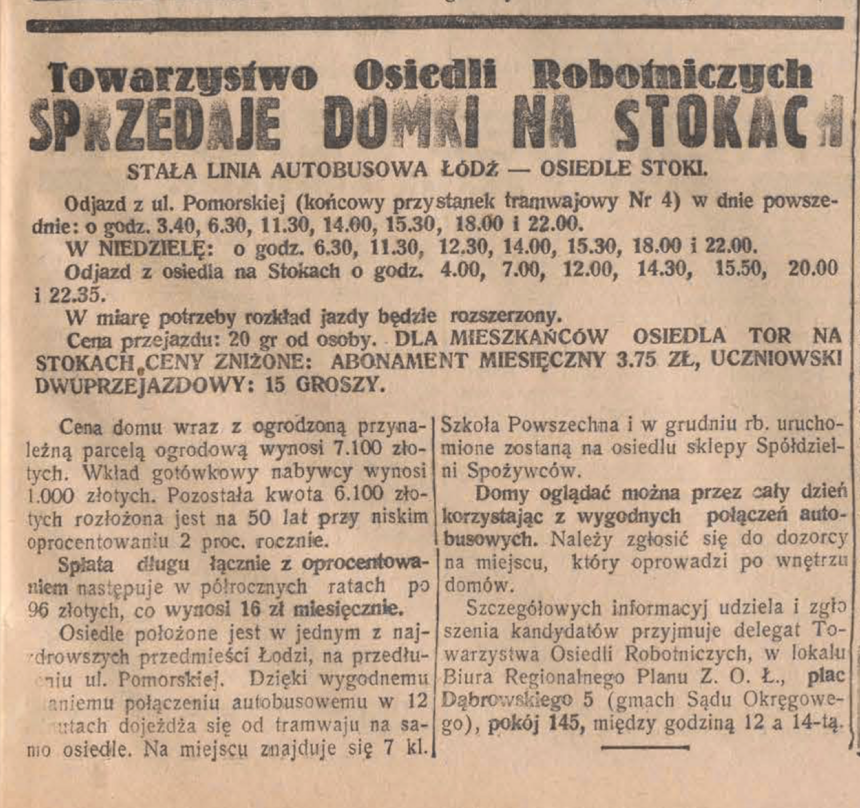 Towarzystwo Osiedli Robotniczych
SPRZEDAJE DOMKI NA STOKACH
STAŁA LINIA AUTOBUSOWA ŁÓDŹ — OSIEDLE STOKI.
Odjazd z ul. Pomorskiej (końcowy przystanek tramwajowy Nr 4) w dnie powsze-
dnie: o godz. 3.40, 6.30, 11.30, 14.00, 15.30, 18.00 i 22.00.
W NIEDZIELĘ: o godz. 6.30, 11.30, 12.30, 14.00, 15.30, 18.00 i 22.00.
Odjazd z osiedla na Stokach o godz. 4.00, 7.00, 12.00, 14.30, 15.50, 20.00
i 22.35.
W miarę potrzeby rozkład jazdy będzie rozszerzony.
Cena przejazdu: 20 gr od osoby. DLA MIESZKAŃCÓW OSIEDLA TOR NA
STOKACH CENY ZNIŻONE: ABONAMENT MIESIĘCZNY 3.75 ZŁ, UCZNIOWSKI
DWUPRZEJAZDOWY: 15 GROSZY.
Cena domu wraz z ogrodzoną przyna-
leżną parcelą ogrodową wynosi 7.100 zło-
tych. Wkład gotówkowy nabywcy wynosi
1.000 złotych. Pozostała kwota 6.100 zło-
tych rozłożona jest na 50 lat przy niskim
oprocentowaniu 2 proc. rocznie.
Spłata długu łącznie z oprocentowa-
niem następuje w półrocznych ratach po
96 złotych, co wynosi 16 zł miesięcznie.
Osiedle położone jest w jednym z naj-
zdrowszych przedmieści Łodzi, na przedłu-
niu ul. Pomorskiej. Dzięki wygodnemu
aniemu połączeniu autobusowemu w 12
utach dojeżdża się od tramwaju na sa-
mo osiedle. Na miejscu znajduje się 7 kl.
Szkoła Powszechna i w grudniu rb. urucho-
mione zostaną na osiedlu sklepy Spółdziel-
ni Spożywców.
Domy oglądać można przez cały dzień
korzystając z wygodnych połączeń auto-
busowych. Należy zgłosić się do dozorcy
na miejscu, który oprowadzi po wnętrzu
domów.
Szczegółowych informacyj udziela i zgło
szenia kandydatów przyjmuje delegat To-
warzystwa Osiedli Robotniczych, w lokalu
Biura Regionalnego Planu Z. O. Ł., plac
Dąbrowskiego 5 (gmach Sądu Okręgowe-
go), pokój 145, między godziną 12 a 14-tą.